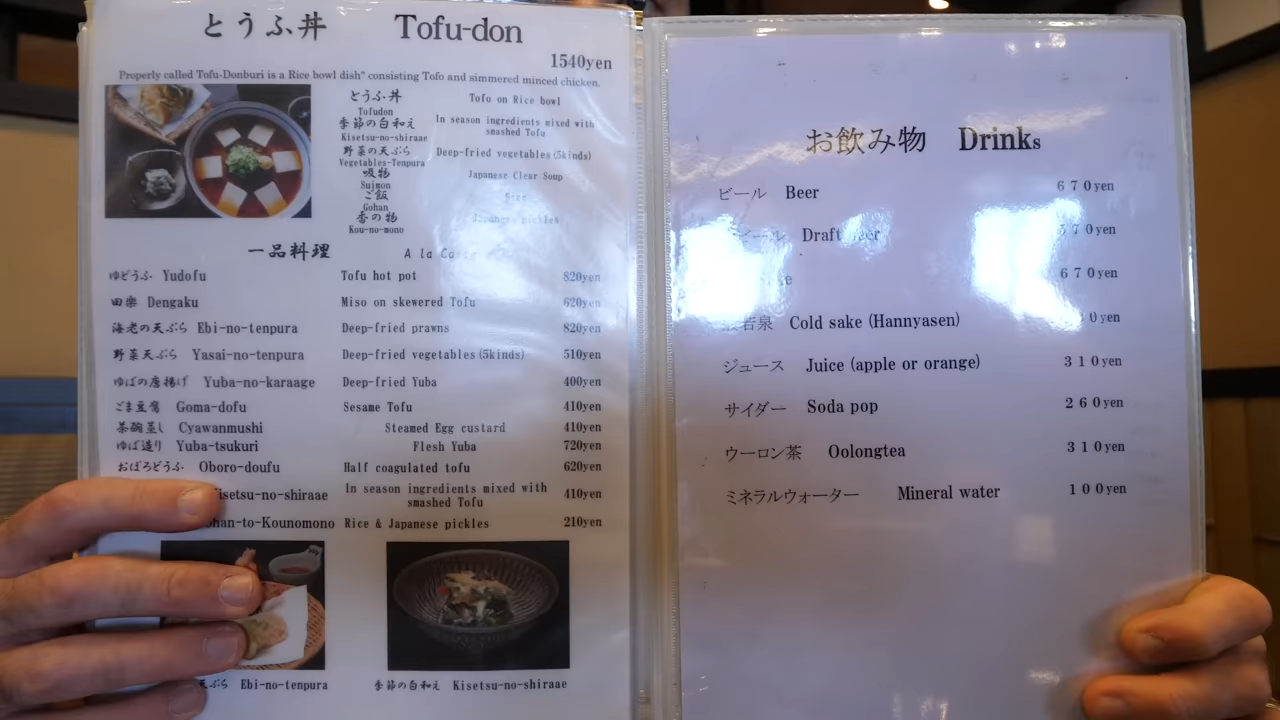 とうふ丼 Tofu-don
1540yen
Properly called Tofu-Donburi is a Rice bowl dish" consisting Tofo and simmered minced chicken.
とうふ丼 Tofo on Rice bowl
Tofudon
季節の白和え In season ingredients mixed with
smashed Tofu
Kisetsu-no-shiraae
野菜の天ぷら Deep-fried vegetables(5kinds)
Vegetables-Tenpura
吸物 Japanese Clear Soup
Suimon
ご飯 Rice
Gohan
香の物 Japanese pickles
Kou-no-mono
一品料理 A la
ゆどうふ Yudofu Tofu hot pot 820yen
田楽 Dengaku Miso on skewered Tofu 620yen
海老の天ぷら Ebi-no-tenpura Deep-fried prawns 820yen
野菜天ぷら Yasai-no-tenpura Deep-fried vegetables(5kinds) 510yen
ゆばの唐揚げ Yuba-no-karaage Deep-fried Yuba 400yen
ごま豆腐 Goma-dofu Sesame Tofu 410yen
茶碗蒸し Cyawanmushi Steamed Egg custard 410yen
ゆば造り Yuba-tsukuri Flesh Yuba 720yen
おぼろどうふ Oboro-doufu Half coagulated tofu 620yen
Kisetsu-no-shiraae In season ingredients mixed with
smashed Tofu 410yen
han-to-Kounomono Rice & Japanese pickles 210yen
天ぷら Ebi-no-tenpura
季節の白和え Kisetsu-no-shiraae
お飲み物 Drinks
ビール Beer 670yen
Draft 570yen
670yen
若泉 Cold sake (Hannyasen) 0yen
ジュース Juice (apple or orange) 310yen
サイダー Soda pop 260yen
ウーロン茶 Oolongtea 310yen
ミネラルウォーター Mineral water 100yen